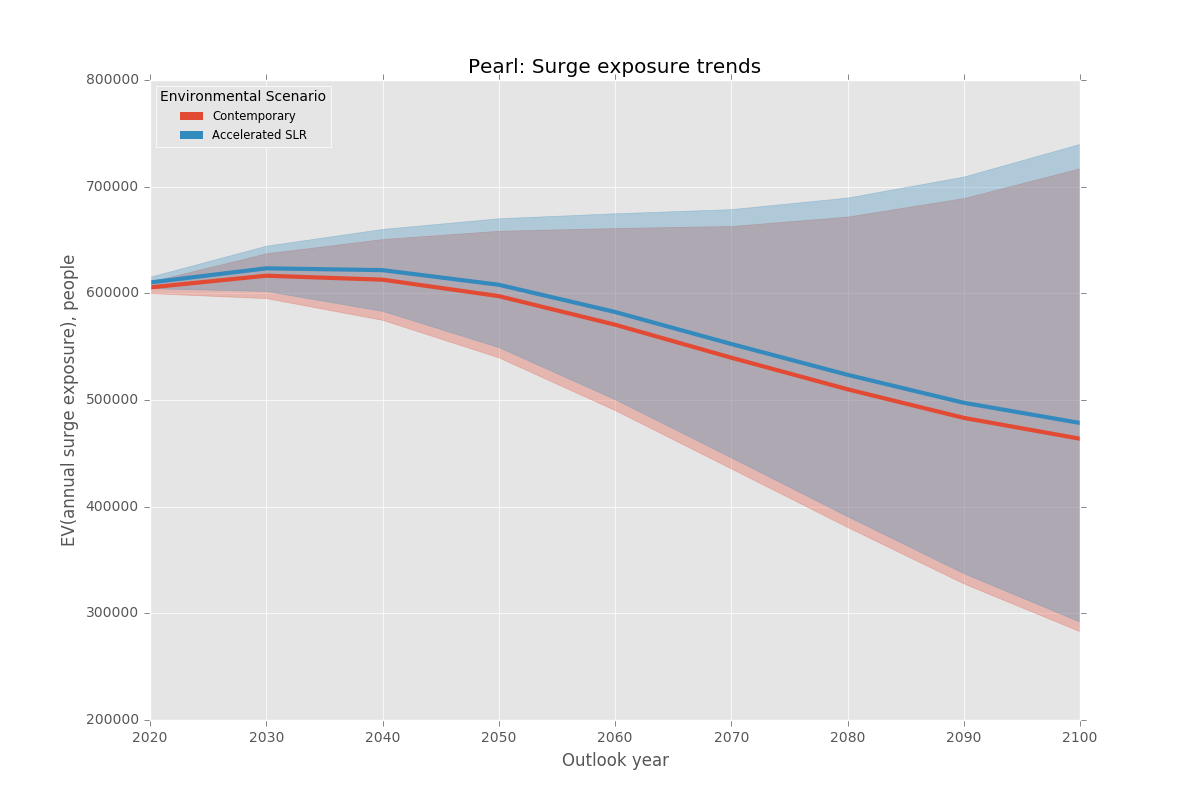 Pearl: Surge exposure trends
Environmental Scenario
Contemporary
Accelerated SLR
EV(annual surge exposure), people
800000
700000
600000
500000
400000
300000
200000
2020 2030 2040 2050 2060 2070 2080 2090 2100
Outlook year